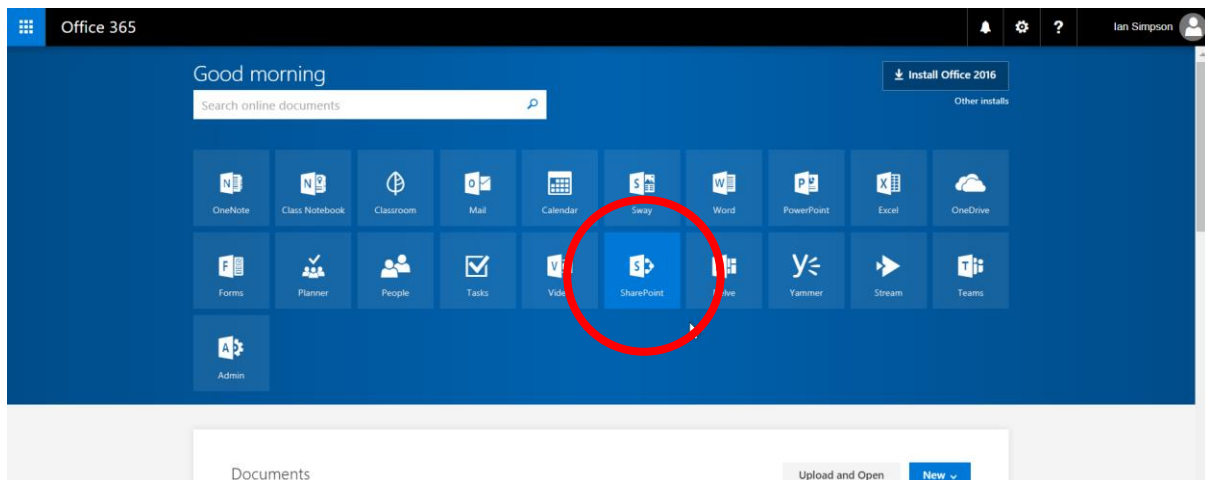 Office 365
? Ian Simpson
Good morning
Install Office 2016
Search online documents
Other installs
OneNote Class Notebook Classroom Mail Calendar Sway Word PowerPoint Excel OneDrive
Forms Planner People Tasks SharePoint Yammer Stream Teams
Admin
Documents Upload and Open New